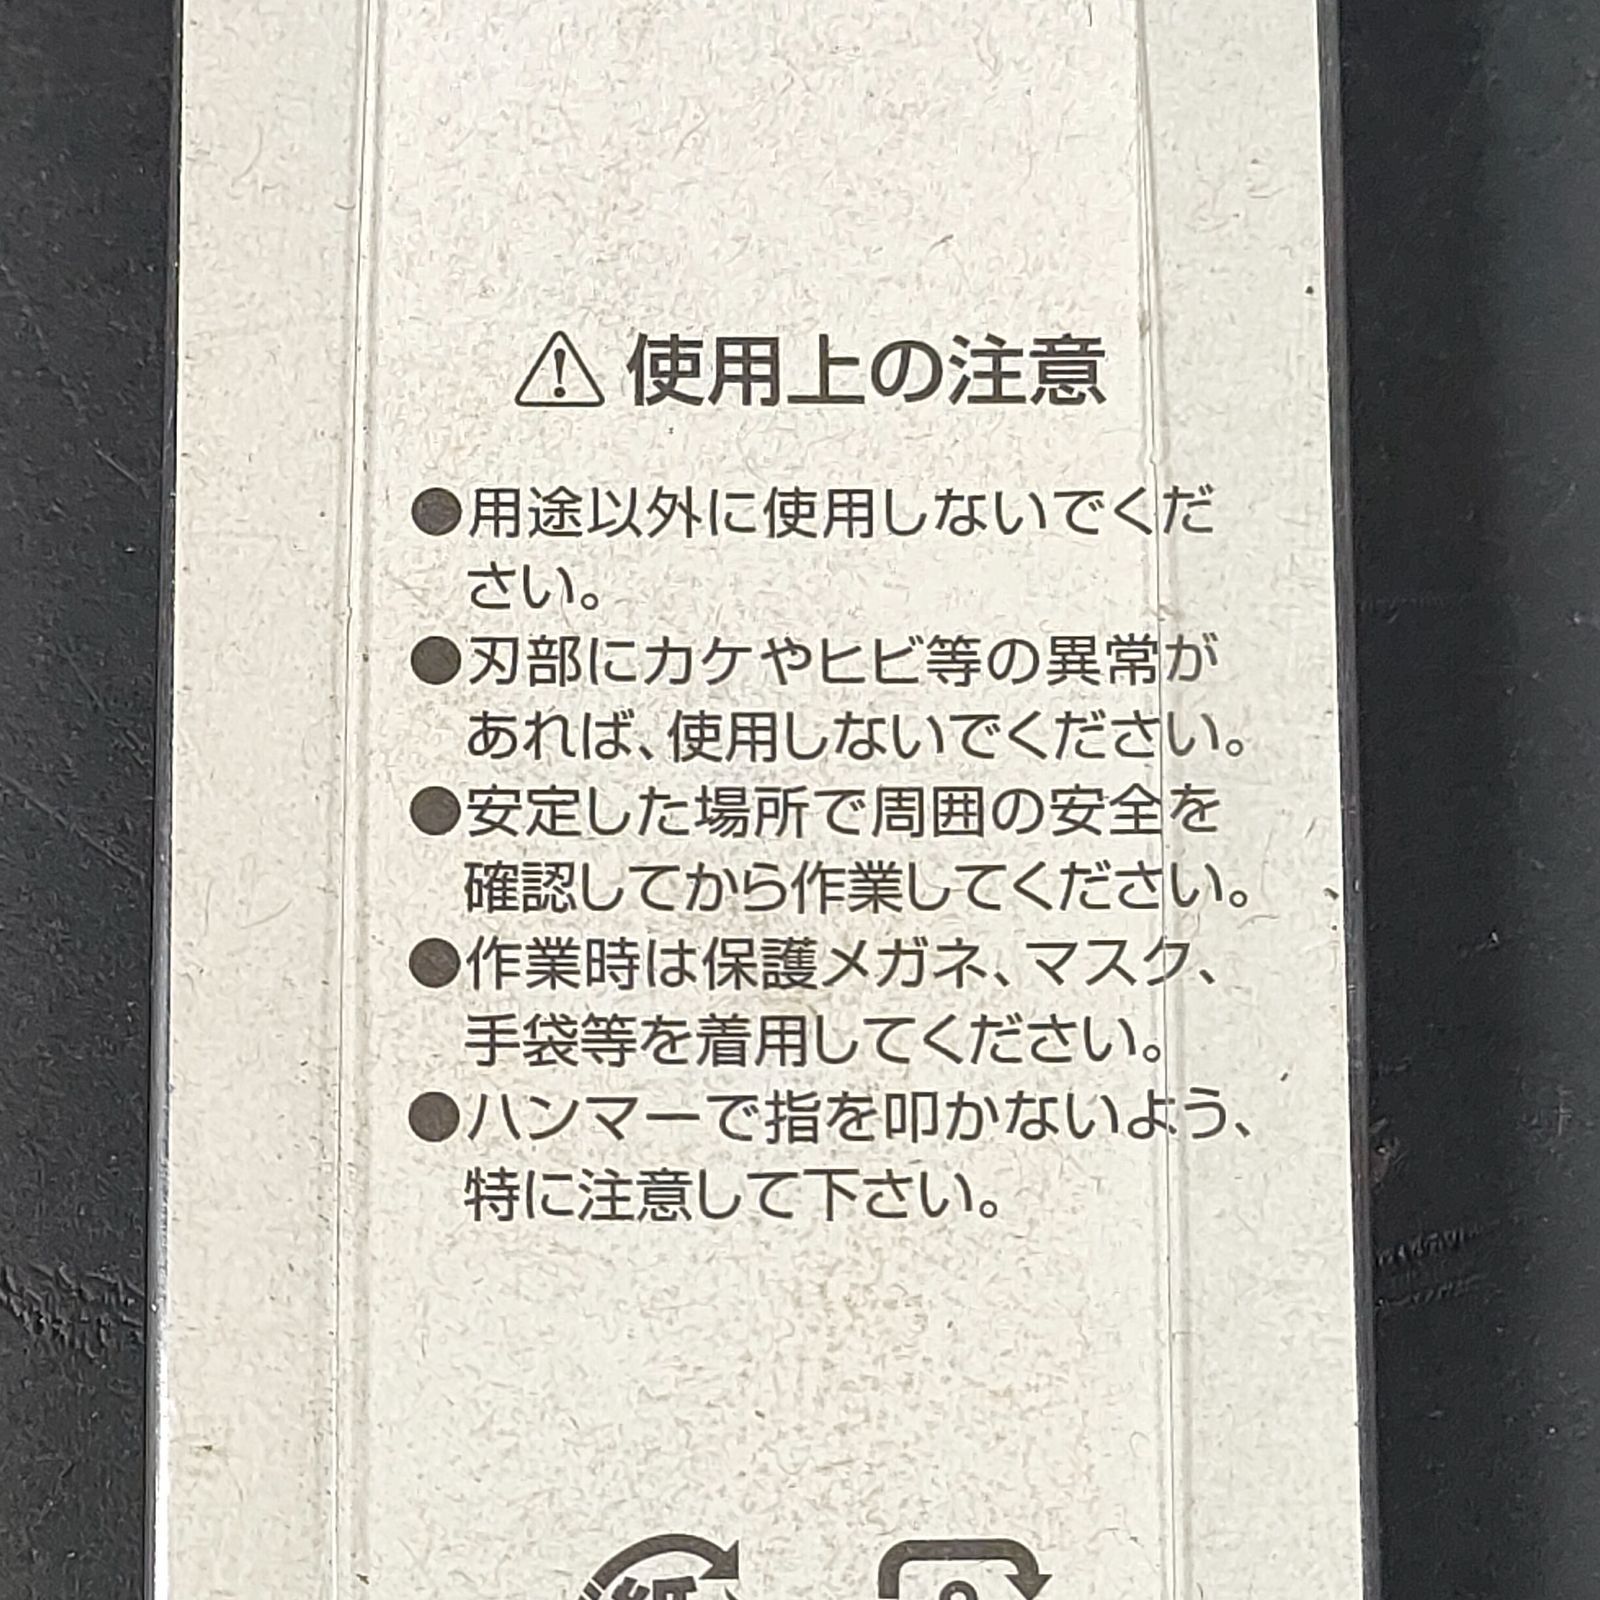 使用上の注意
●用途以外に使用しないでくだ
さい。
●刃部にカケやヒビ等の異常が
あれば、使用しないでください。
●安定した場所で周囲の安全を
確認してから作業してください。
●作業時は保護メガネ、マスク、
手袋等を着用してください。
●ハンマーで指を叩かないよう、
特に注意して下さい。